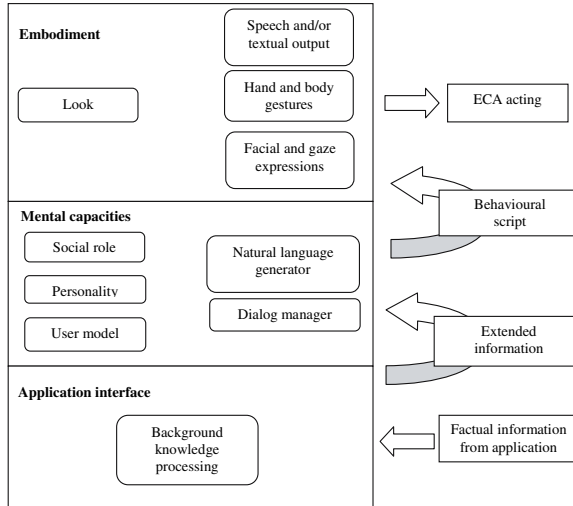 Embodiment
Speech and/or
textual output
Look
Hand and body
gestures
Facial and gaze
expressions
ECA acting
Behavioural
script
Mental capacities
Social role
Personality
User model
Natural language
generator
Dialog manager
Extended
information
Application interface
Background
knowledge
processing
Factual information
from application